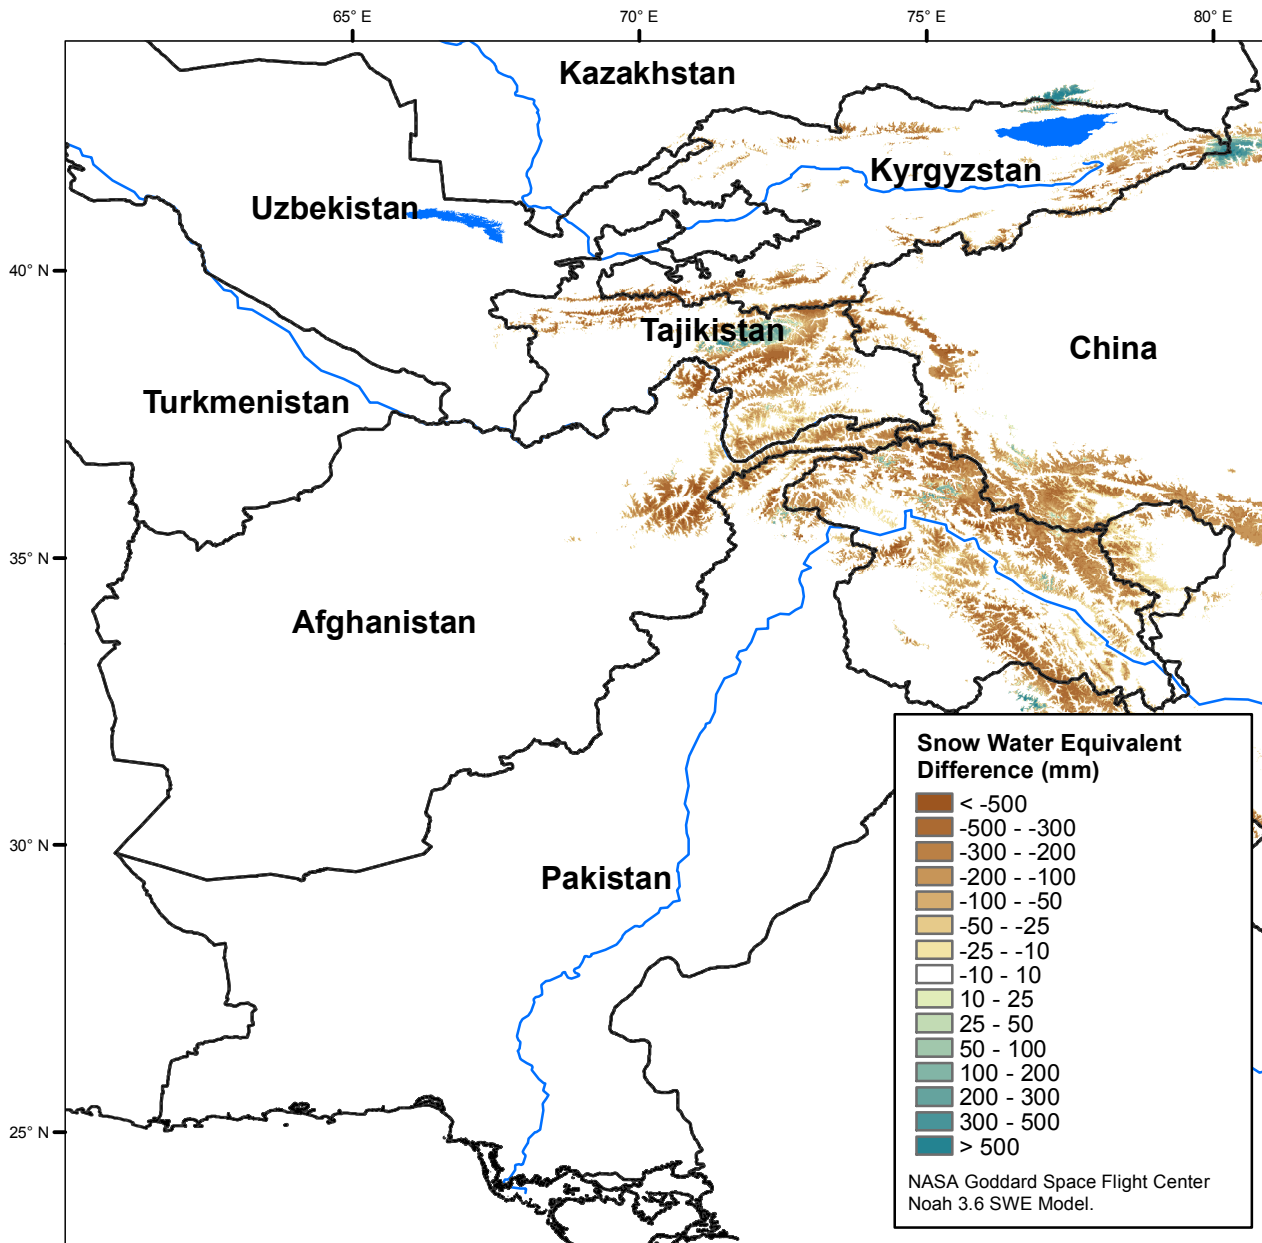 65° E
70° E
75° E
80° E
Kazakhstan
Kyrgyzstan
Uzbekistan
40° N
Tajikistan
China
Turkmenistan
35° N
Afghanistan
Snow Water Equivalent
Difference (mm)
< -500
-500 - -300
-300 - -200
-200 - -100
-100 - -50
-50 - -25
-25 - -10
-10 - 10
10 - 25
25 - 50
50 - 100
100 - 200
200 - 300
300 - 500
> 500
NASA Goddard Space Flight Center
Noah 3.6 SWE Model.
30° N
Pakistan
25° N